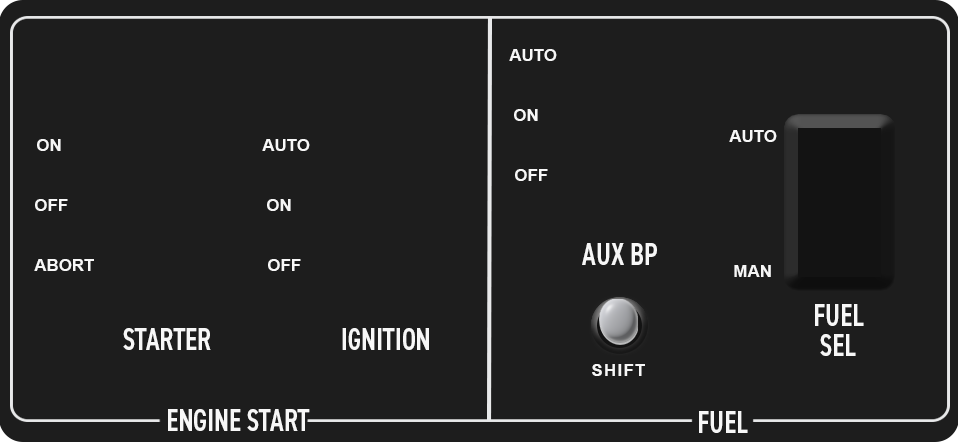 ON
OFF
ABORT
AUTO
ON
OFF
STARTER
IGNITION
ENGINE START
AUTO
ON
OFF
AUX BP
SHIFT
AUTO
MAN
FUEL
SEL
FUEL